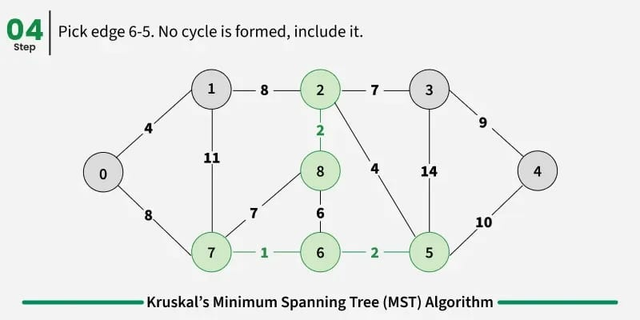 04
Step
Pick edge 6-5. No cycle is formed, include it.
1 8 2 7 3
4 2 9
11 4
0 8 14 4
8 7 6 10
7 1 6 2 5
Kruskal's Minimum Spanning Tree (MST) Algorithm